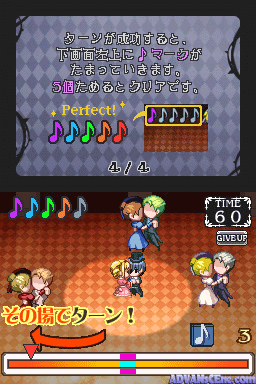 ターンが成功すると、
下画面左上に♪マークが
たまっていきます。
5個ためるとクリアです。
Perfect!
4/4
TIME
60
GIVEUP
その場でターン!
3
ADVANsCEne.com